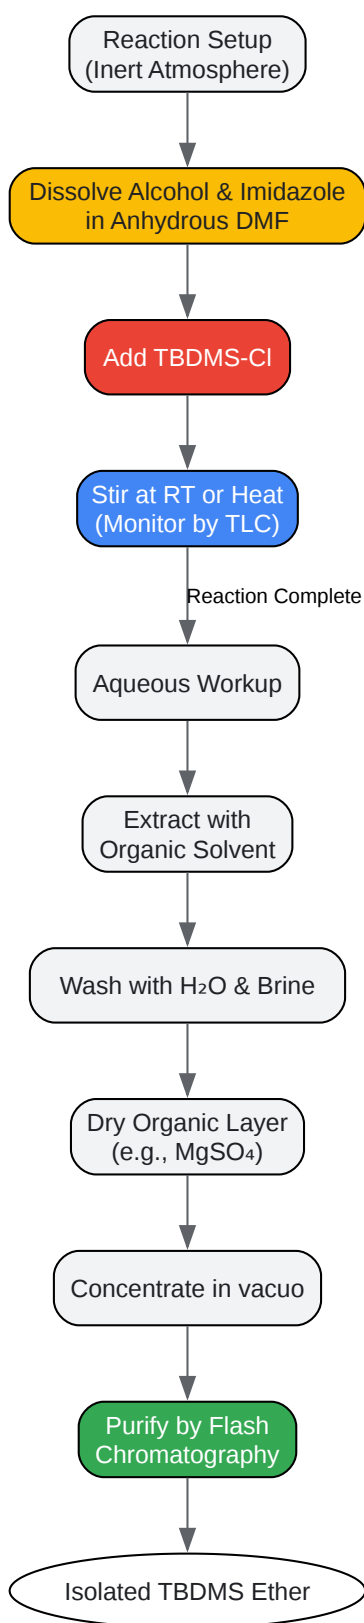 Reaction Setup
(Inert Atmosphere)
Dissolve Alcohol & Imidazole
in Anhydrous DMF
Add TBDMS-Cl
Stir at RT or Heat
(Monitor by TLC)
Reaction Complete
Aqueous Workup
Extract with
Organic Solvent
Wash with H₂O & Brine
Dry Organic Layer
(e.g., MgSO₄)
Concentrate in vacuo
Purify by Flash
Chromatography
Isolated TBDMS Ether